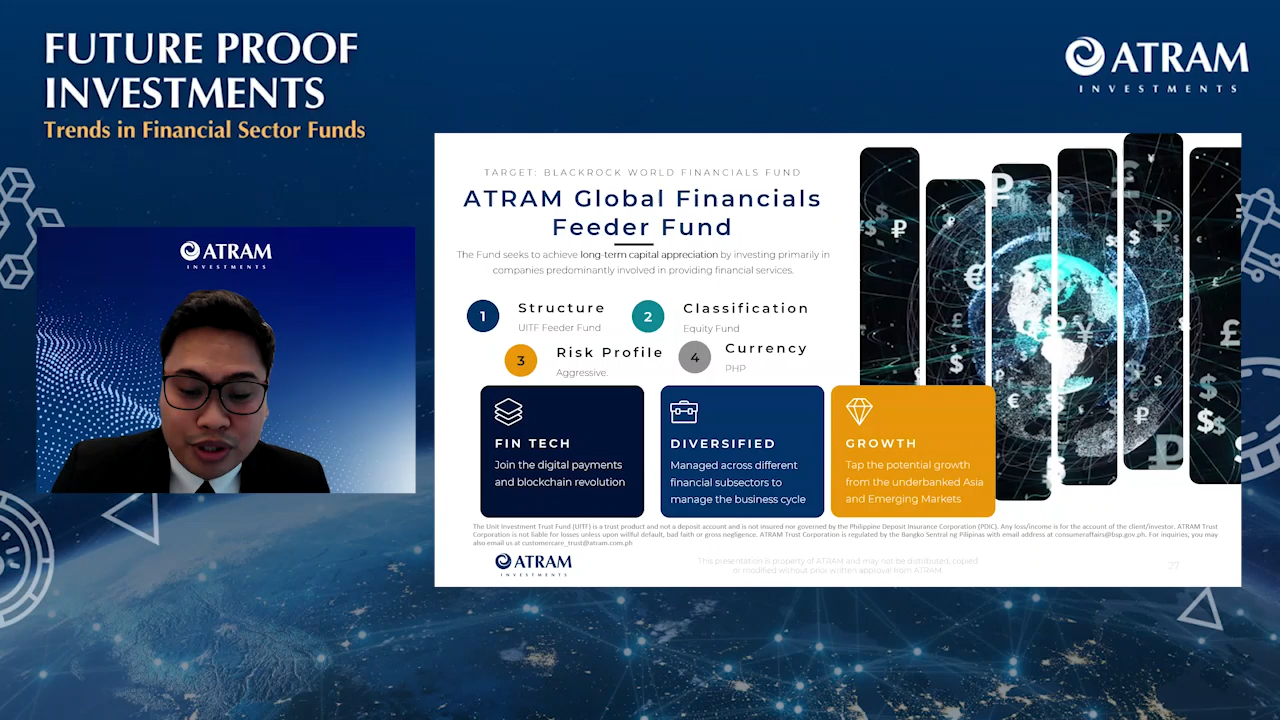 FUTURE PROOF
INVESTMENTS
Trends in Financial Sector Funds
ATRAM
INVESTMENTS
ATRAM
INVESTMENTS
TARGET: BLACKROCK WORLD FINANCIALS FUND
ATRAM Global Financials
Feeder Fund
The Fund seeks to achieve long-term capital appreciation by investing primarily in
companies predominantly involved in providing financial services.
1
Structure
UITF Feeder Fund
2
Classification
Equity Fund
3
Risk Profile
Aggressive.
4
Currency
PHP
FIN TECH
Join the digital payments
and blockchain revolution
DIVERSIFIED
Managed across different
financial subsectors to
manage the business cycle
GROWTH
Tap the potential growth
from the underbanked Asia
and Emerging Markets
The Unit Investment Trust Fund (UITF) is a trust product and not a deposit account and is not insured nor governed by the Philippine Deposit Insurance Corporation (PDIC). Any loss/income is for the account of the client/investor. ATRAM Trust
Corporation is not liable for losses unless upon willful default, bad faith or gross negligence. ATRAM Trust Corporation is regulated by the Bangko Sentral ng Pilipinas with email address at consumeraffairs@bsp.gov.ph. For inquiries, you may
also email us at customercare_trust@atram.com.ph
ATRAM
INVESTMENTS
This presentation is property of ATRAM and may not be distributed, copied
or modified without prior written approval from ATRAM.
27